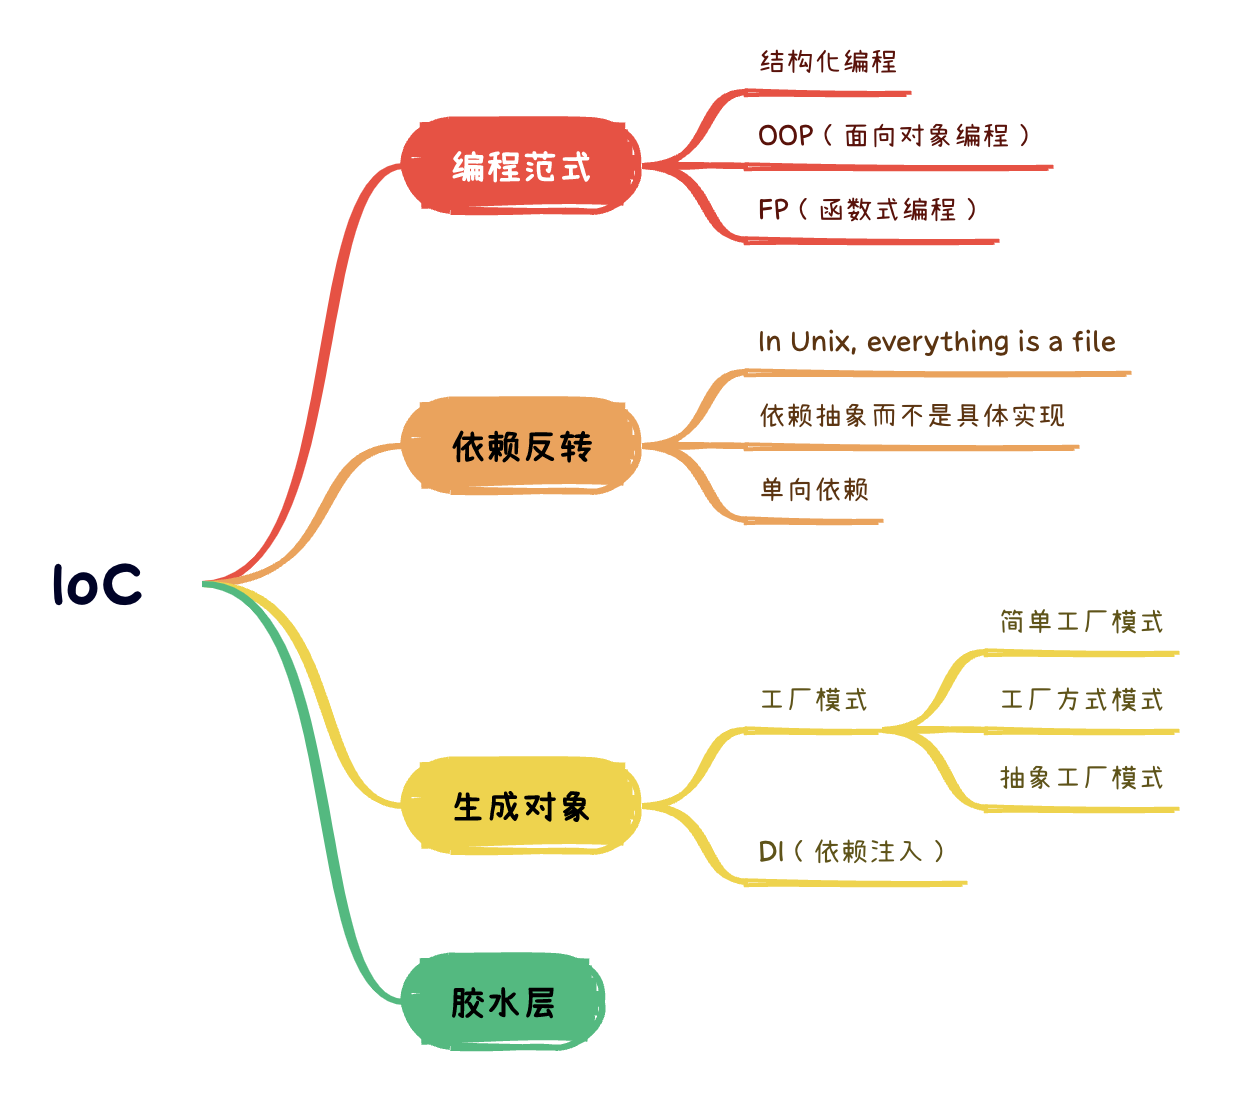 IoC
编程范式
结构化编程
OOP（面向对象编程）
FP（函数式编程）
依赖反转
In Unix, everything is a file
依赖抽象而不是具体实现
单向依赖
生成对象
工厂模式
简单工厂模式
工厂方式模式
抽象工厂模式
DI（依赖注入）
胶水层